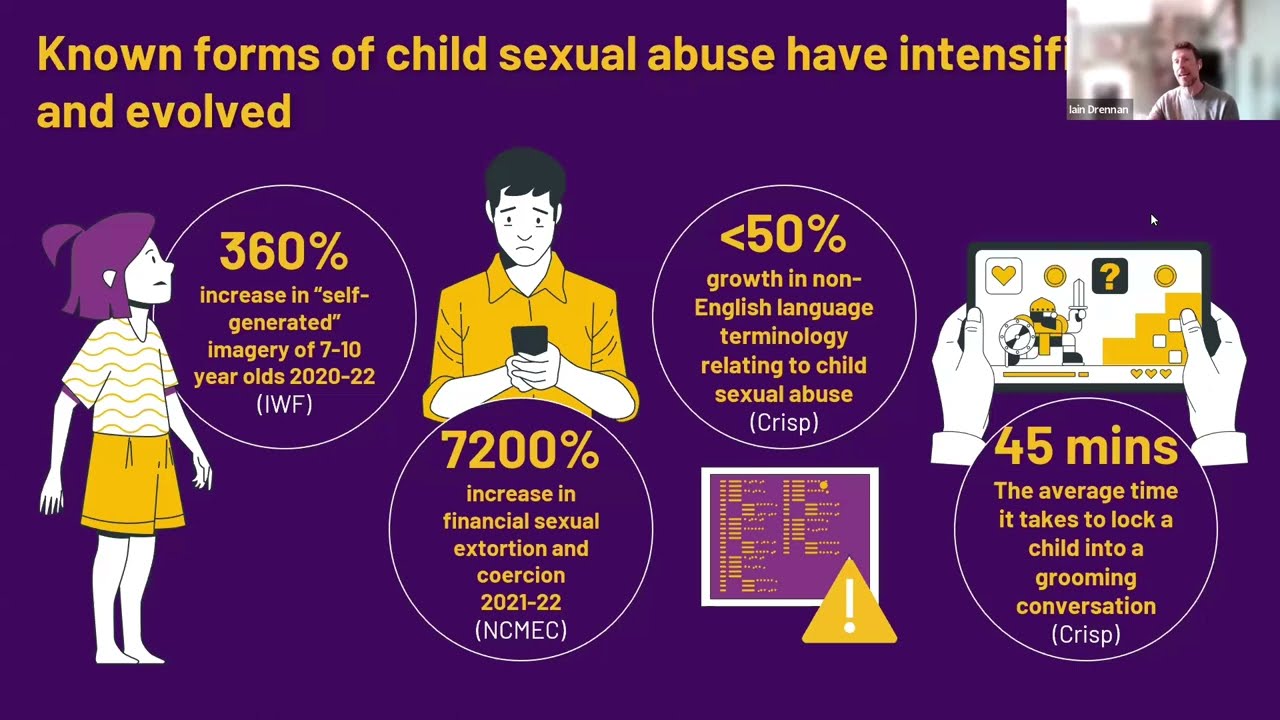 Known forms of child sexual abuse have intensifi
and evolved
Iain Drennan
360%
increase in “self-
generated”
imagery of 7-10
year olds 2020-22
(IWF)
7200%
increase in
financial sexual
extortion and
coercion
2021-22
(NCMEC)
<50%
growth in non-
English language
terminology
relating to child
sexual abuse
(Crisp)
?
!
45 mins
The average time
it takes to lock a
child into a
grooming
conversation
(Crisp)